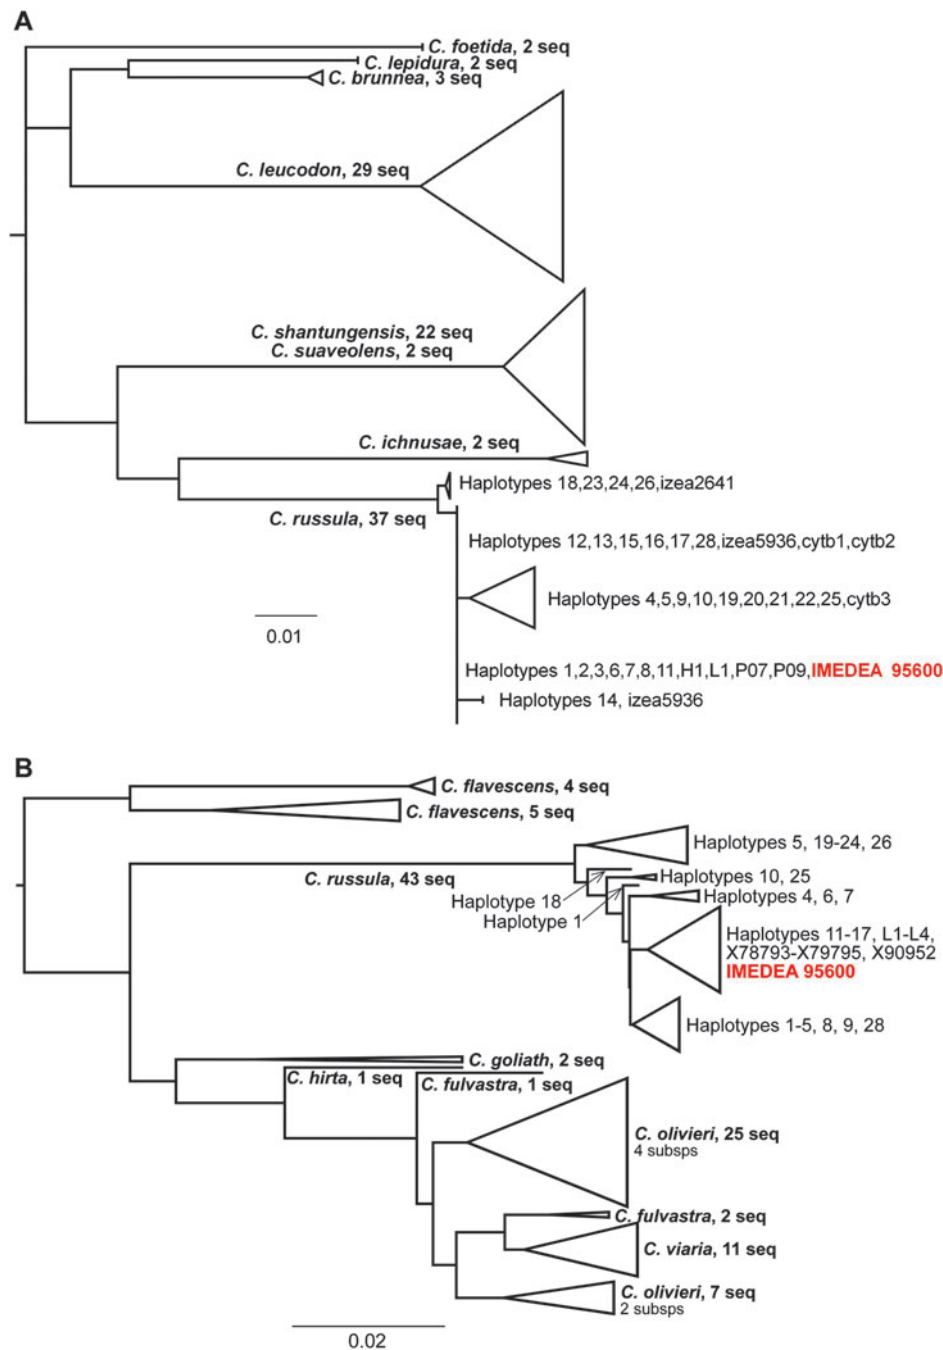 A
C. foetida, 2 seq
C. lepidura, 2 seq
C. brunnea, 3 seq
C. leucodon, 29 seq
C. shantungensis, 22 seq
C. suaveolens, 2 seq
C. ichnusae, 2 seq
Haplotypes 18,23,24,26,izea2641
C. russula, 37 seq
Haplotypes 12,13,15,16,17,28,izea5936,cytb1,cytb2
Haplotypes 4,5,9,10,19,20,21,22,25,cytb3
0.01
Haplotypes 1,2,3,6,7,8,11,H1,L1,P07,P09,IMEDEA 95600
Haplotypes 14, izea5936
B
C. flavescens, 4 seq
C. flavescens, 5 seq
Haplotypes 5, 19-24, 26
C. russula, 43 seq
Haplotypes 10, 25
Haplotype 18
Haplotypes 4, 6, 7
Haplotype 1
Haplotypes 11-17, L1-L4,
X78793-X79795, X90952
IMEDEA 95600
Haplotypes 1-5, 8, 9, 28
C. goliath, 2 seq
C. hirta, 1 seq
C. fulvastra, 1 seq
C. olivieri, 25 seq
4 subsps
C. fulvastra, 2 seq
C. viaria, 11 seq
C. olivieri, 7 seq
2 subsps
0.02